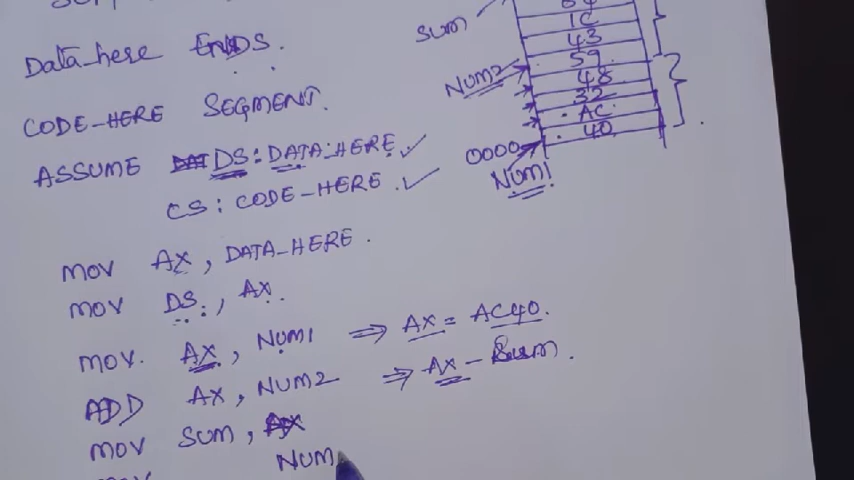 Data-here ENDS.
CODE-HERE SEGMENT.
ASSUME DS: DATA-HERE
CS: CODE-HERE.
MOV AX, DATA-HERE.
MOV DS, AX.
MOV. AX, NUM1 ⇒ AX = AC40.
ADD AX, NUM2 ⇒ AX - Sum.
MOV SUM,
NUM
SUM
1C
43
59
NUM2
48
32
AC
40
0000
NUM1